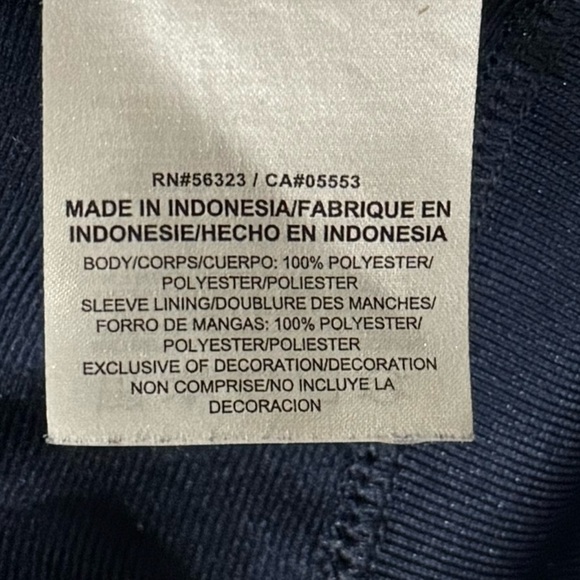 RN#56323 / CA#05553
MADE IN INDONESIA/FABRIQUE EN
INDONESIE/HECHO EN INDONESIA
BODY/CORPS/CUERPO: 100% POLYESTER/
POLYESTER/POLIESTER
SLEEVE LINING/DOUBLURE DES MANCHES/
FORRO DE MANGAS: 100% POLYESTER/
POLYESTER/POLIESTER
EXCLUSIVE OF DECORATION/DECORATION
NON COMPRISE/NO INCLUYE LA
DECORACION